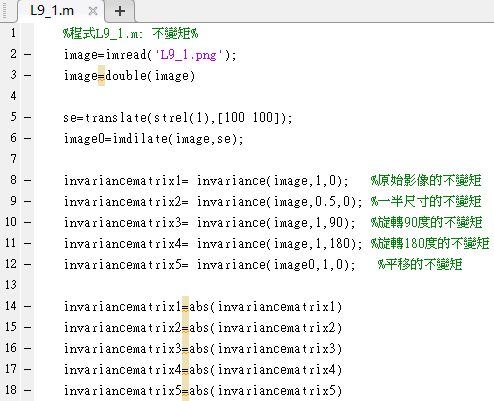 L9_1.m × +
1 %程式L9_1.m: 不變矩%
2 – image=imread('L9_1.png');
3 – image=double(image)
4
5 – se=translate(strel(1),[100 100]);
6 – image0=imdilate(image,se);
7
8 – invariancematrix1= invariance(image,1,0); %原始影像的不變矩
9 – invariancematrix2= invariance(image,0.5,0); %一半尺寸的不變矩
10 – invariancematrix3= invariance(image,1,90); %旋轉90度的不變矩
11 – invariancematrix4= invariance(image,1,180); %旋轉180度的不變矩
12 – invariancematrix5= invariance(image0,1,0); %平移的不變矩
13
14 – invariancematrix1=abs(invariancematrix1)
15 – invariancematrix2=abs(invariancematrix2)
16 – invariancematrix3=abs(invariancematrix3)
17 – invariancematrix4=abs(invariancematrix4)
18 – invariancematrix5=abs(invariancematrix5)